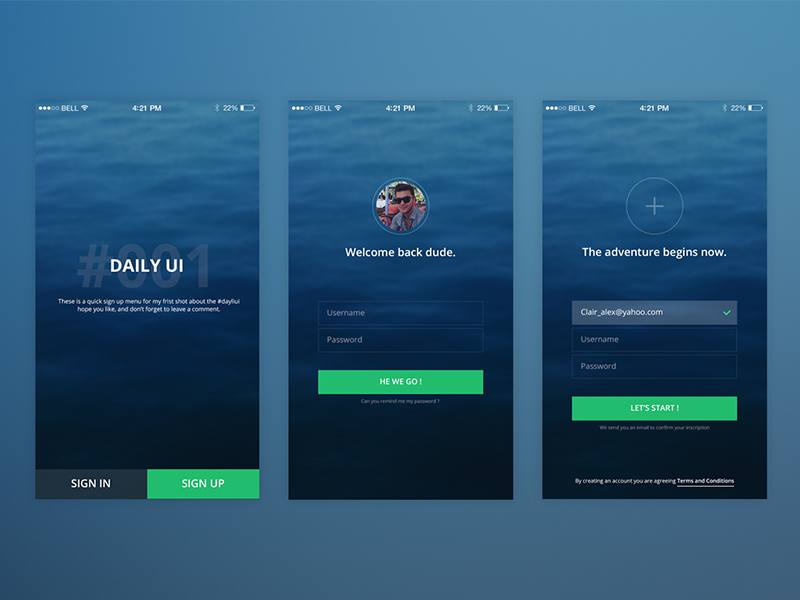 BELL 4:21 PM 22%
#001
DAILY UI
These is a quick sign up menu for my frist shot about the #dayliui
hope you like, and don't forget to leave a comment.
SIGN IN
SIGN UP
BELL 4:21 PM 22%
Welcome back dude.
Username
Password
HE WE GO !
Can you remind me my password ?
BELL 4:21 PM 22%
The adventure begins now.
Clair_alex@yahoo.com
Username
Password
LET'S START !
We send you an email to confirm your inscription
By creating an account you are agreeing Terms and Conditions